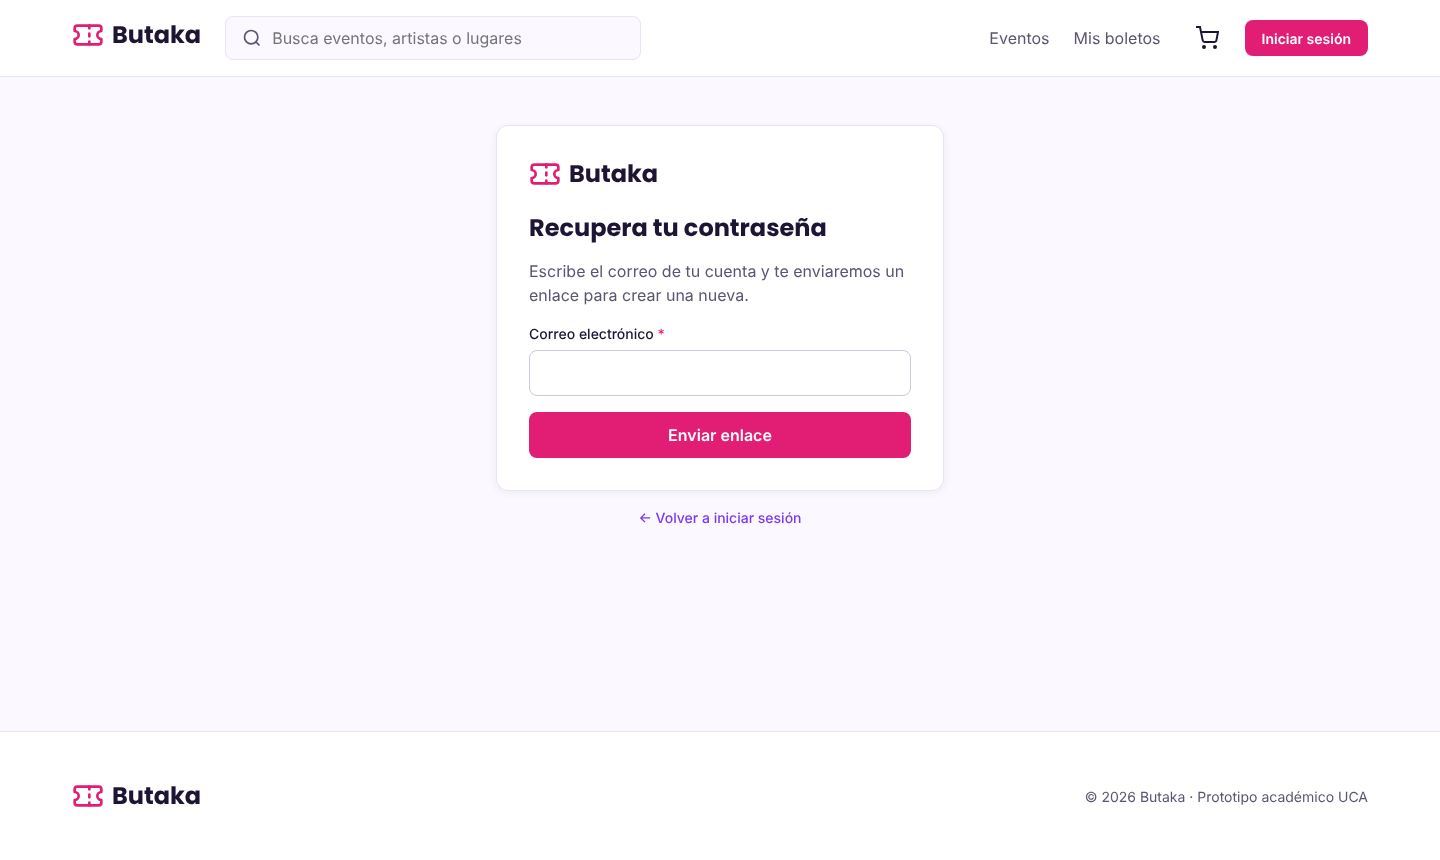 Butaka
Busca eventos, artistas o lugares
Eventos
Mis boletos
Iniciar sesión
Butaka
Recupera tu contraseña
Escribe el correo de tu cuenta y te enviaremos un
enlace para crear una nueva.
Correo electrónico *
Enviar enlace
← Volver a iniciar sesión
Butaka
© 2026 Butaka · Prototipo académico UCA